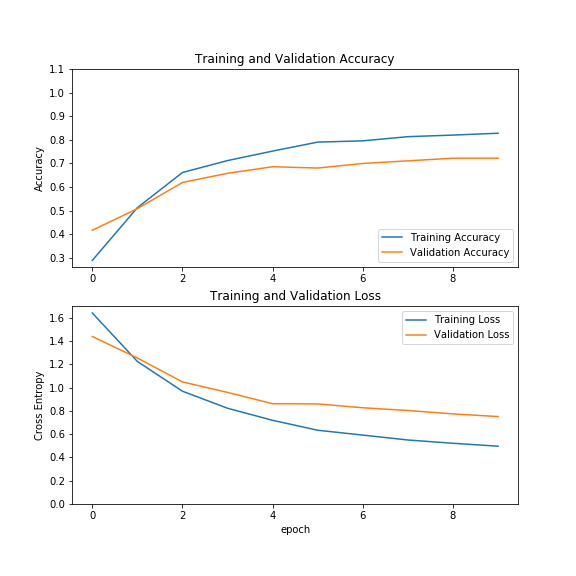 Training and Validation Accuracy
1.1
1.0
0.9
0.8
0.7
0.6
0.5
0.4
0.3
Accuracy
Training Accuracy
Validation Accuracy
0 2 4 6 8
Training and Validation Loss
1.6
1.4
1.2
1.0
0.8
0.6
0.4
0.2
0.0
Cross Entropy
Training Loss
Validation Loss
0 2 4 6 8
epoch